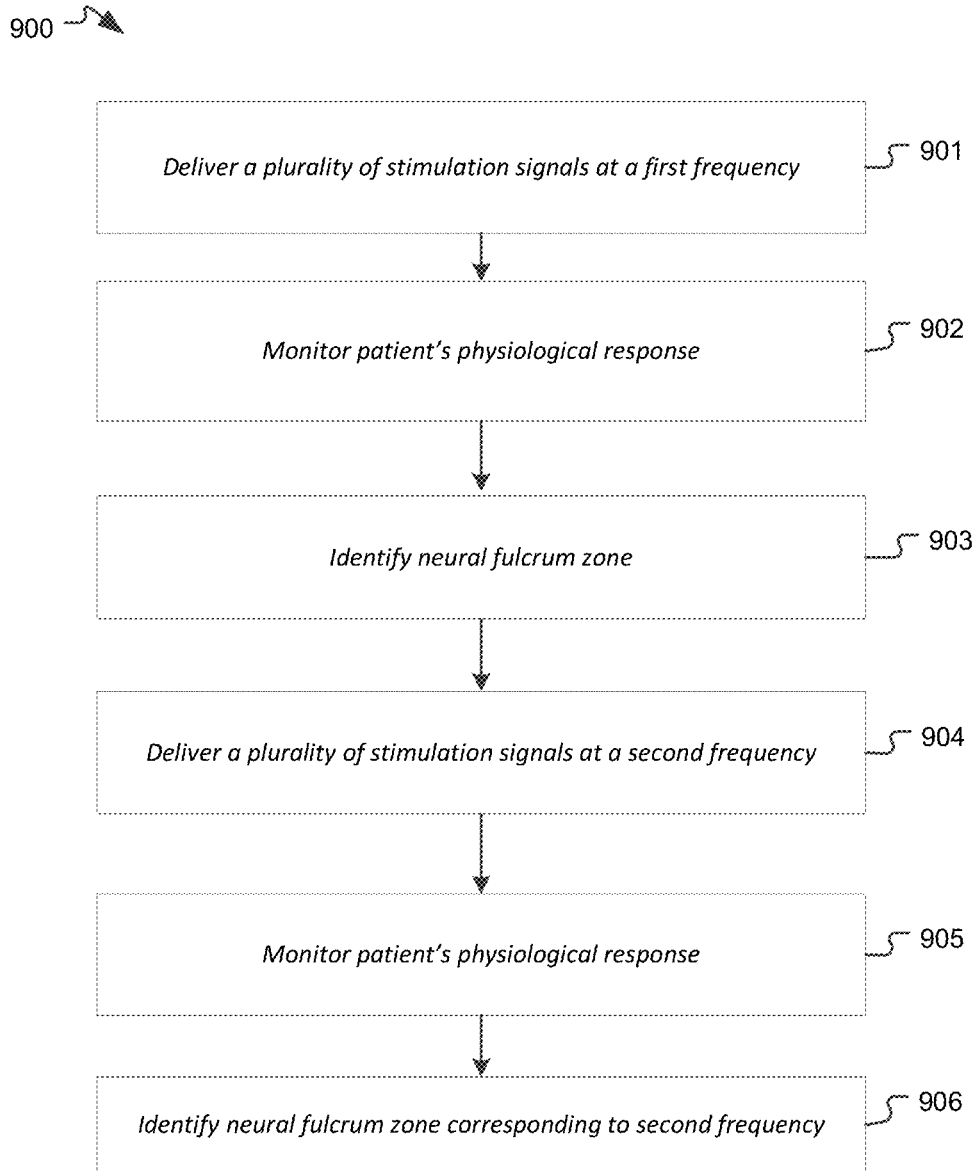 900
Deliver a plurality of stimulation signals at a first frequency
901
Monitor patient's physiological response
902
Identify neural fulcrum zone
903
Deliver a plurality of stimulation signals at a second frequency
904
Monitor patient's physiological response
905
Identify neural fulcrum zone corresponding to second frequency
906